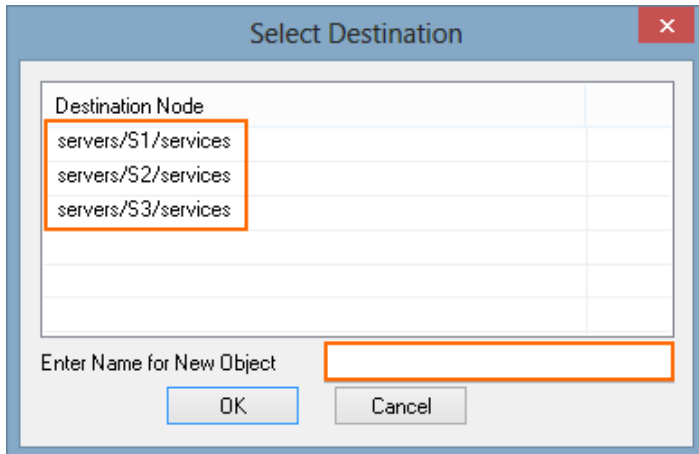 Select Destination
Destination Node
servers/S1/services
servers/S2/services
servers/S3/services
Enter Name for New Object
OK
Cancel